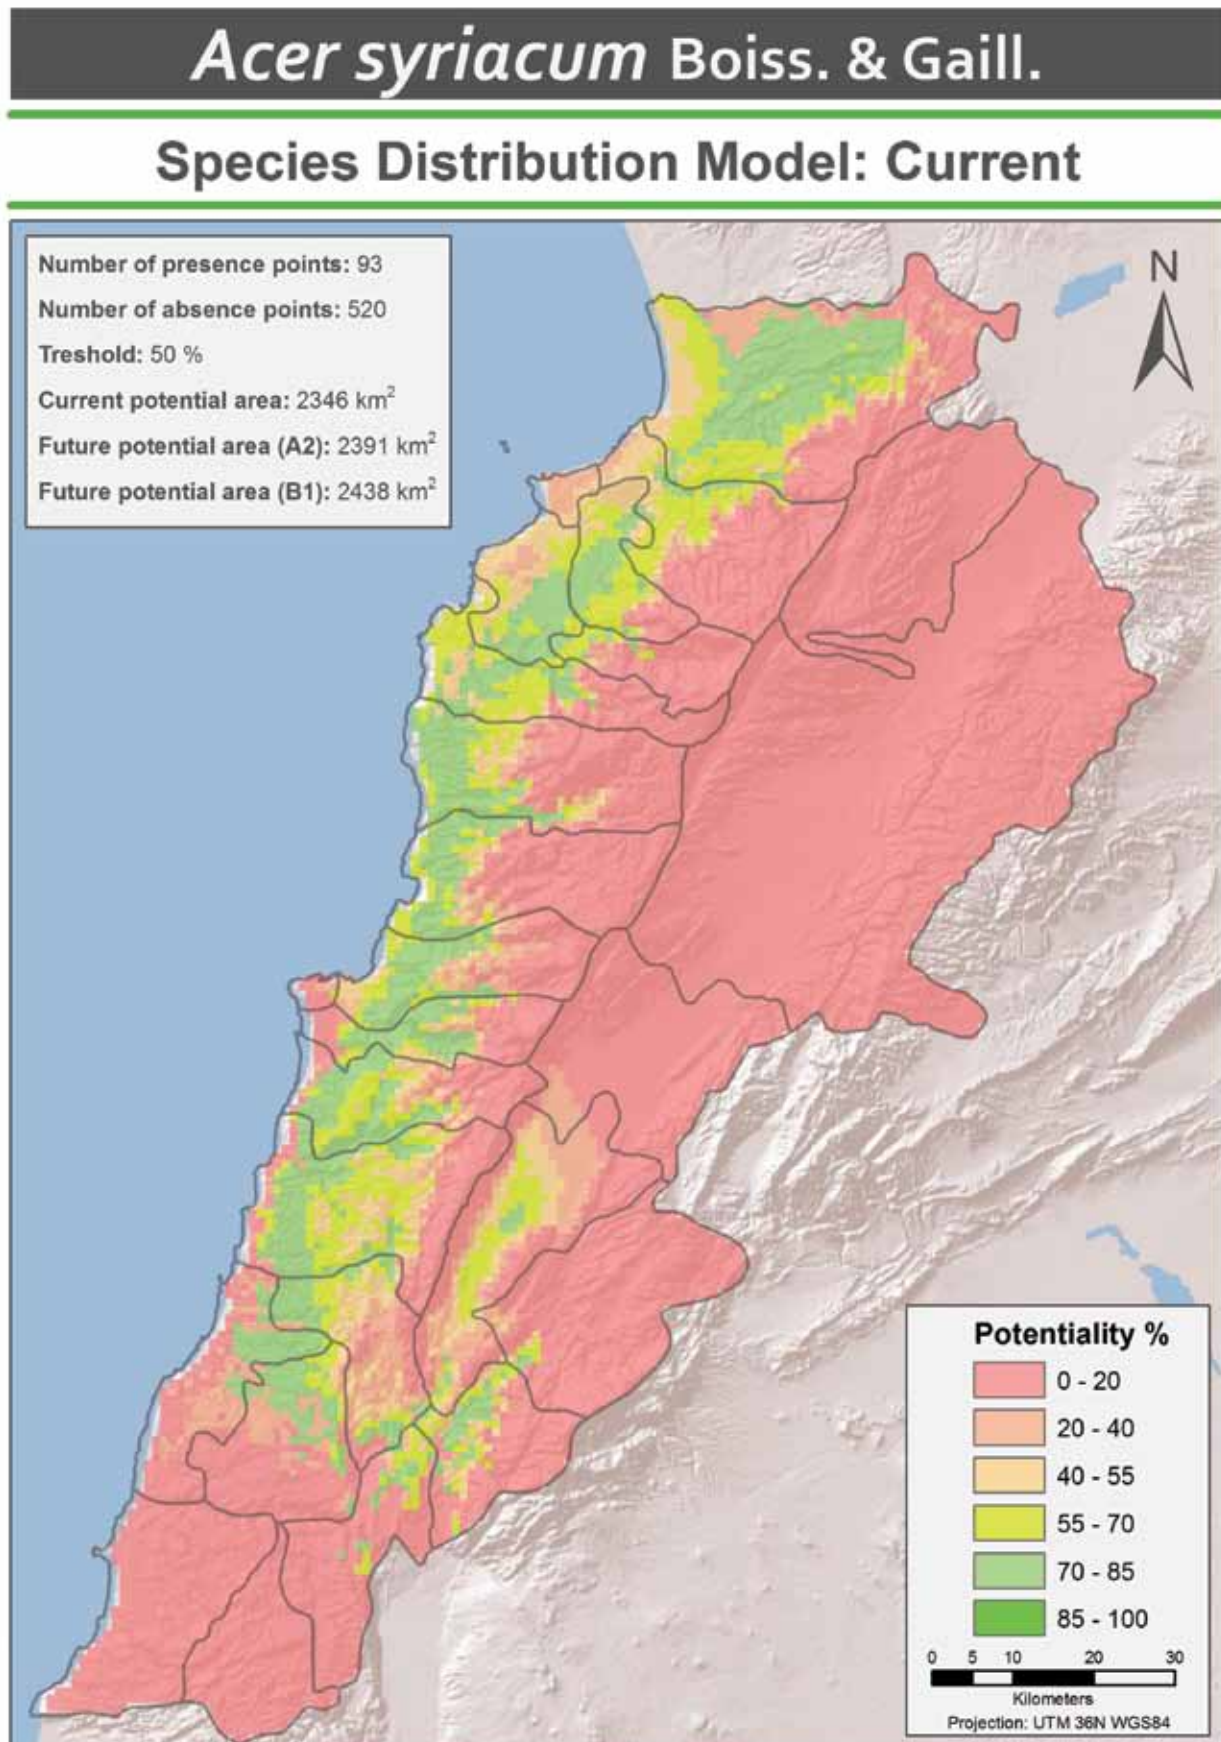 Acer syriacum Boiss. & Gaill.
Species Distribution Model: Current
Number of presence points: 93
Number of absence points: 520
Treshold: 50 %
Current potential area: 2346 km²
Future potential area (A2): 2391 km²
Future potential area (B1): 2438 km²
N
Potentiality %
0 - 20
20 - 40
40 - 55
55 - 70
70 - 85
85 - 100
0 5 10 20 30
Kilometers
Projection: UTM 36N WGS84